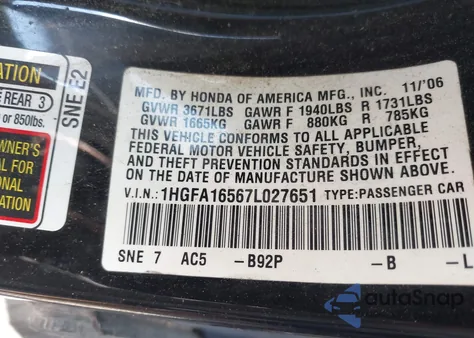 ATION
E REAR 3
or 850lbs.
OWNER'S
AL FOR
IONAL
ATION
SNE E2
MFD. BY HONDA OF AMERICA MFG., INC. 11/'06
GVWR 3671LBS GAWR F 1940LBS R 1731LBS
GVWR 1665KG GAWR F 880KG R 785KG
THIS VEHICLE CONFORMS TO ALL APPLICABLE
FEDERAL MOTOR VEHICLE SAFETY, BUMPER,
AND THEFT PREVENTION STANDARDS IN EFFECT
ON THE DATE OF MANUFACTURE SHOWN ABOVE.
V.I.N.: 1HGFA16567L027651 TYPE:PASSENGER CAR
SNE 7 AC5 -B92P -B -L
autoSnap